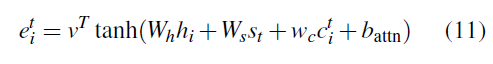 e_i^t = v^T tanh(W_h h_i + W_s s_t + w_c c_i^t + b_attn) (11)